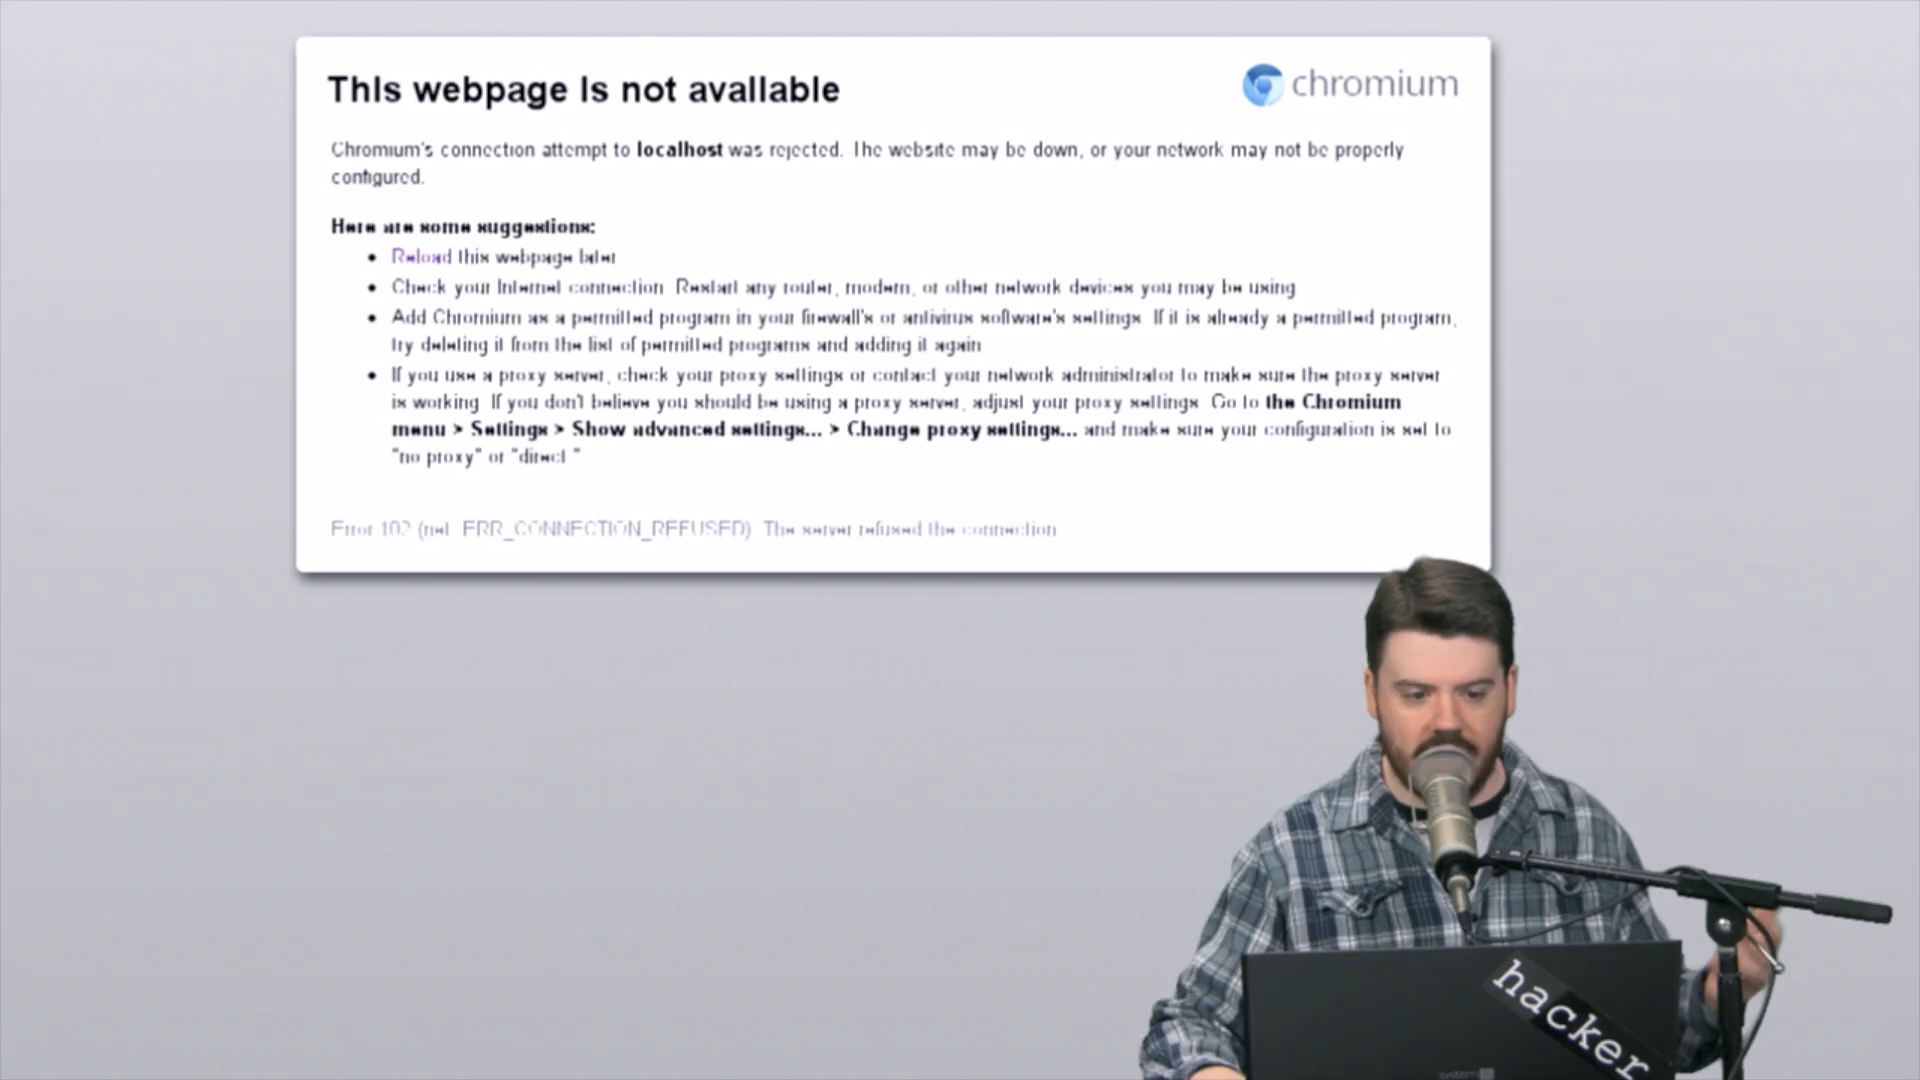 This webpage is not available
chromium
Chromium's connection attempt to localhost was rejected. The website may be down, or your network may not be properly
configured.
Here are some suggestions:
Reload this webpage later
Check your Internet connection. Restart any router, modem, or other network devices you may be using
Add Chromium as a permitted program in your firewall's or antivirus software's settings. If it is already a permitted program,
try deleting it from the list of permitted programs and adding it again
If you use a proxy server, check your proxy settings or contact your network administrator to make sure the proxy server
is working. If you don't believe you should be using a proxy server, adjust your proxy settings. Go to the Chromium
menu > Settings > Show advanced settings... > Change proxy settings... and make sure your configuration is set to
"no proxy" or "direct."
Error 102 (net::ERR_CONNECTION_REFUSED): The server refused the connection
hacker
system76